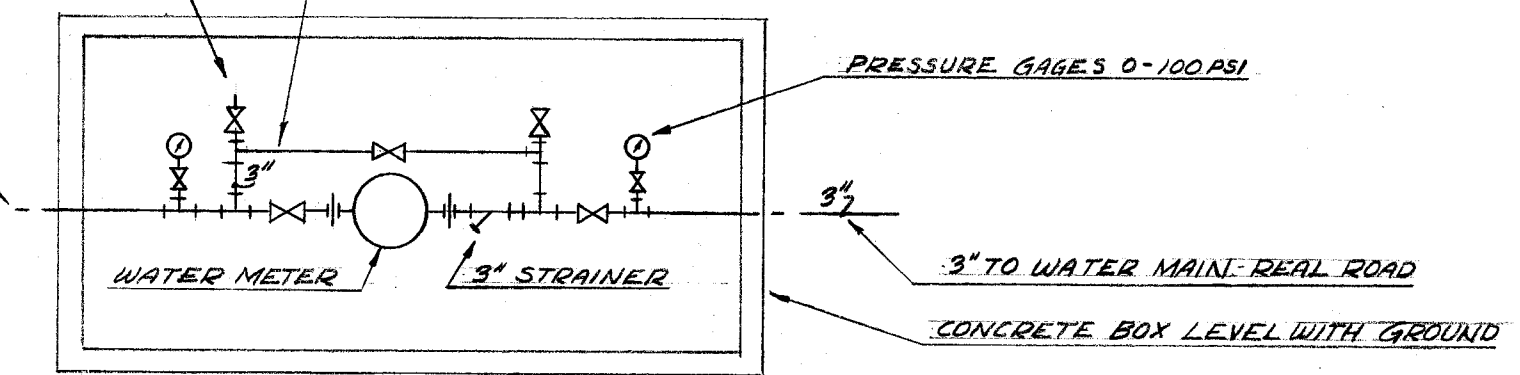 PRESSURE GAGES 0-100 PSI
3"
3"
WATER METER
3" STRAINER
3" TO WATER MAIN-REAL ROAD
CONCRETE BOX LEVEL WITH GROUND